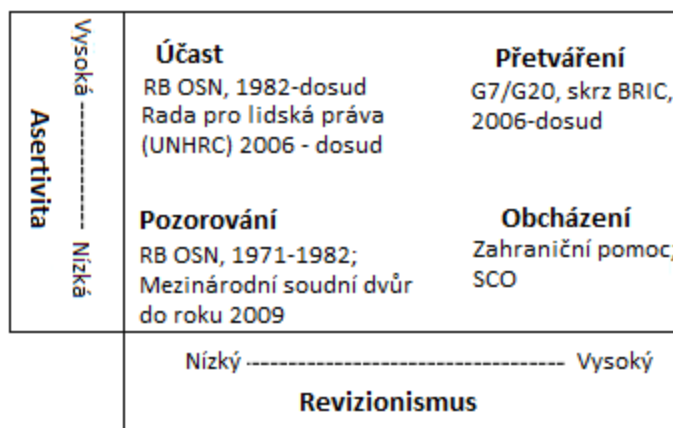 Asertivita
Vysoká ------------- Nízká
Účast
RB OSN, 1982-dosud
Rada pro lidská práva
(UNHRC) 2006 - dosud
Přetváření
G7/G20, skrz BRIC,
2006-dosud
Pozorování
RB OSN, 1971-1982;
Mezinárodní soudní dvůr
do roku 2009
Obcházení
Zahraniční pomoc;
SCO
Nízký ------------------------------------ Vysoký
Revizionismus